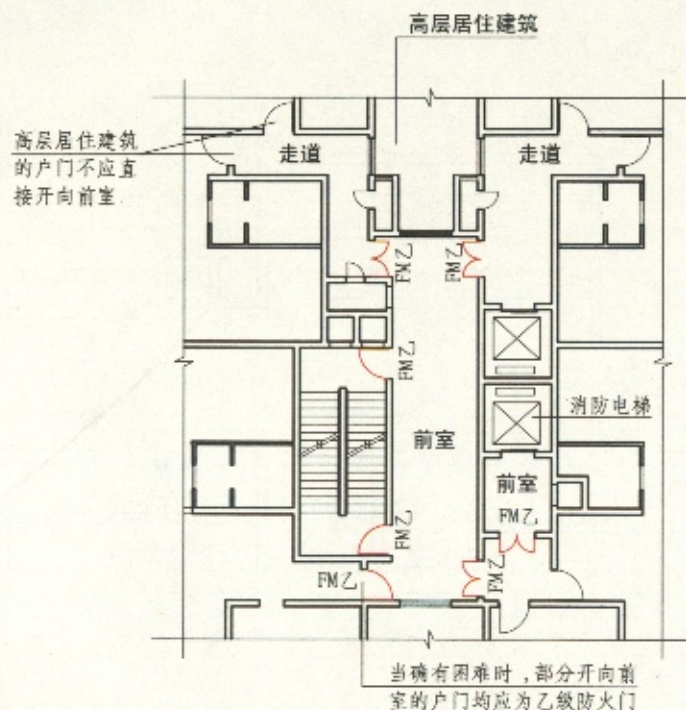 高层居住建筑
高层居住建筑
的户门不应直
接开向前室
走道
走道
FM乙
FM乙
FM乙
消防电梯
前室
前室
FM乙
FM乙
FM乙
FM乙
当确有困难时，部分开向前
室的户门均应为乙级防火门